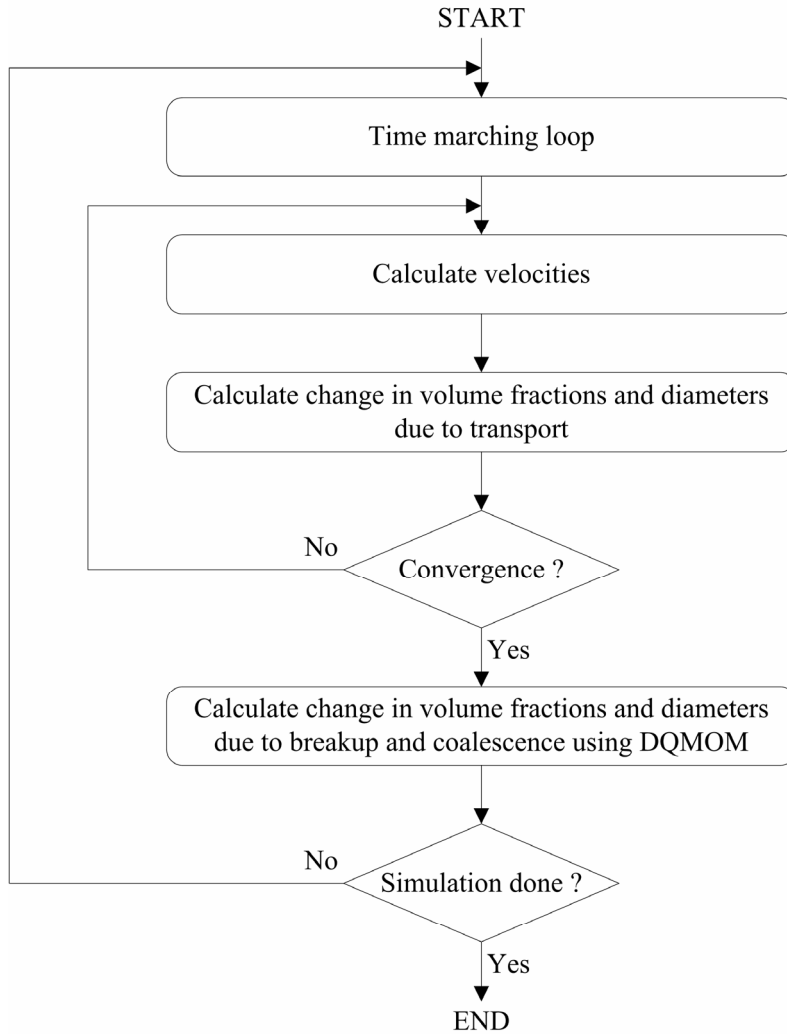 START
Time marching loop
Calculate velocities
Calculate change in volume fractions and diameters
due to transport
No
Convergence ?
Yes
Calculate change in volume fractions and diameters
due to breakup and coalescence using DQMOM
No
Simulation done ?
Yes
END